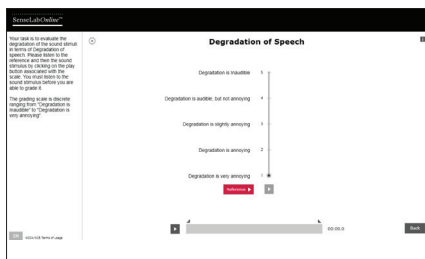 SenseLabOnline™
Your task is to evaluate the
degradation of the sound stimuli
in terms of Degradation of
speech. Please listen to the
reference and then the sound
stimulus by clicking on the play
button associated with the
scale. You must listen to the
sound stimulus before you are
able to grade it.
The grading scale is discrete
ranging from "Degradation is
inaudible" to "Degradation is
very annoying".
Degradation of Speech
Degradation is inaudible 5
Degradation is audible, but not annoying 4
Degradation is slightly annoying 3
Degradation is annoying 2
Degradation is very annoying 1
Reference
00:00.0
Back
EN
Terms of usage